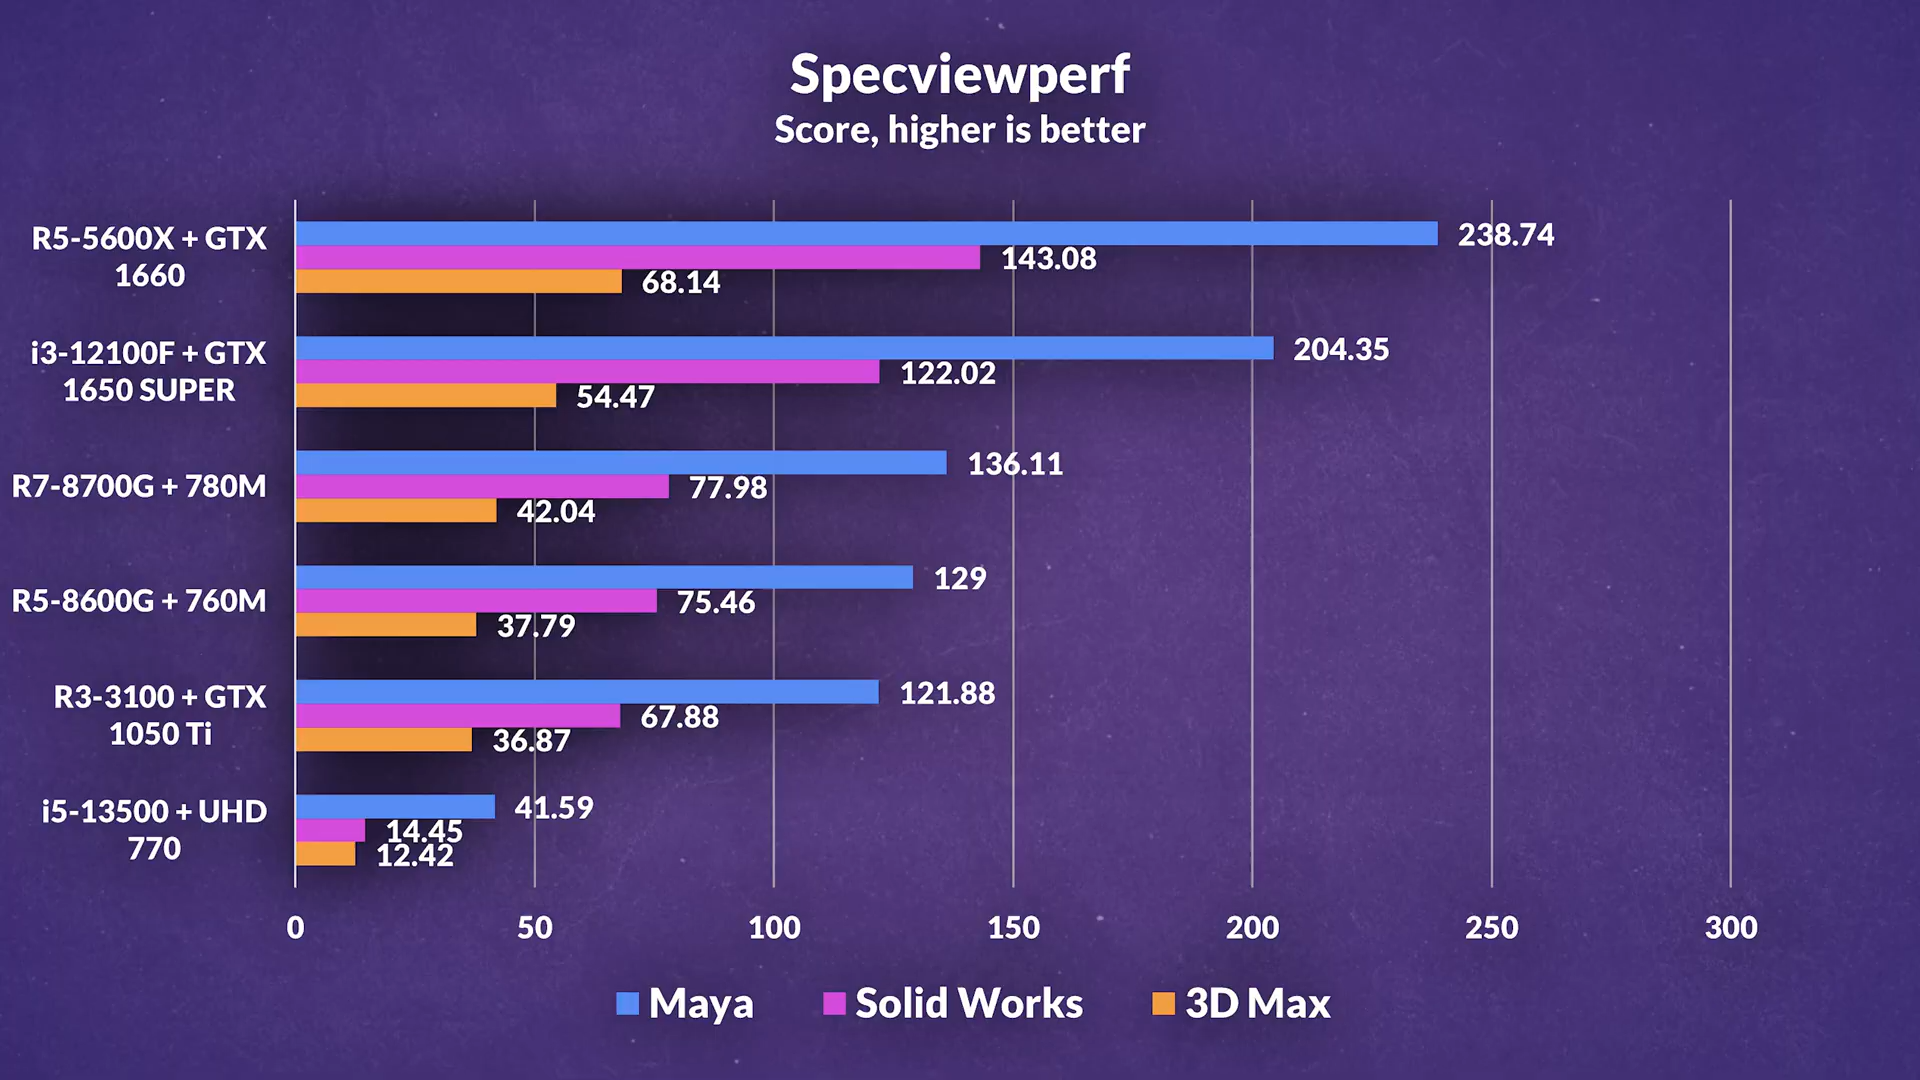 Specviewperf
Score, higher is better
R5-5600X + GTX
1660
238.74
143.08
68.14
i3-12100F + GTX
1650 SUPER
204.35
122.02
54.47
R7-8700G + 780M
136.11
77.98
42.04
R5-8600G + 760M
129
75.46
37.79
R3-3100 + GTX
1050 Ti
121.88
67.88
36.87
i5-13500 + UHD
770
41.59
14.45
12.42
0 50 100 150 200 250 300
Maya Solid Works 3D Max